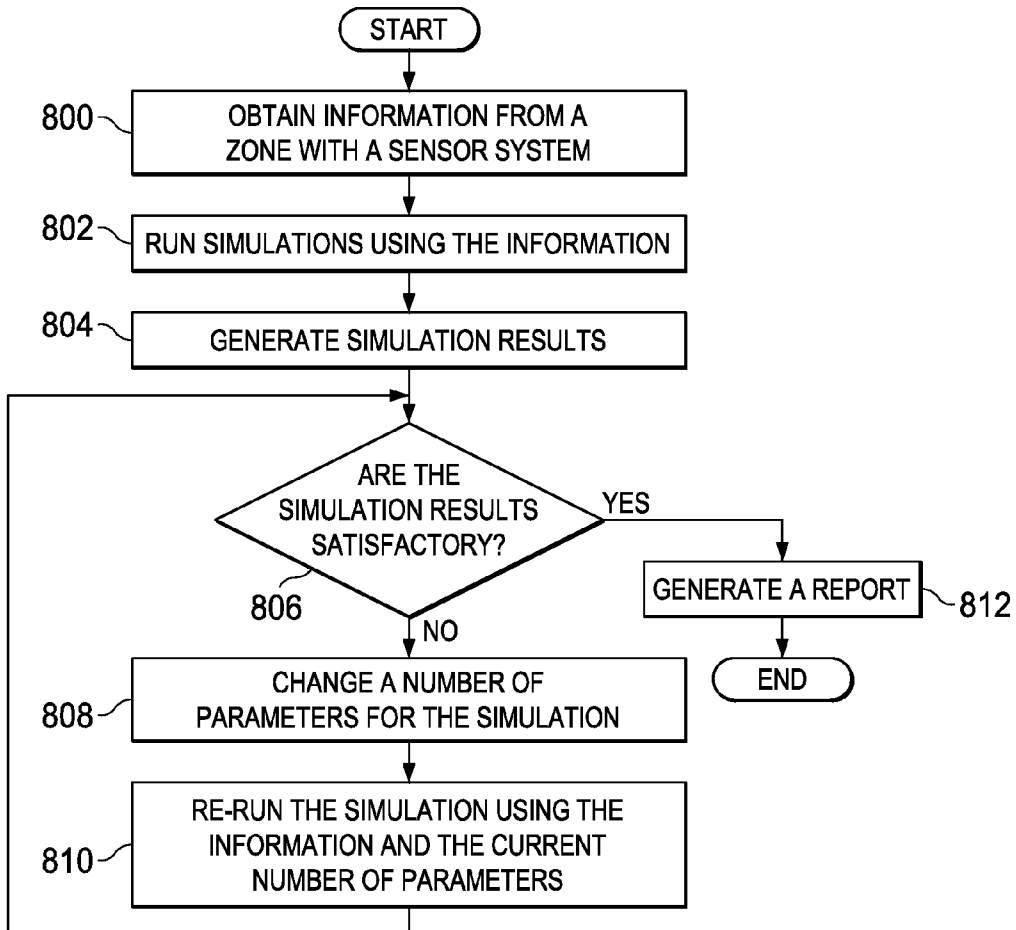 START
800
OBTAIN INFORMATION FROM A
ZONE WITH A SENSOR SYSTEM
802
RUN SIMULATIONS USING THE INFORMATION
804
GENERATE SIMULATION RESULTS
ARE THE
SIMULATION RESULTS
SATISFACTORY?
806
YES
GENERATE A REPORT
812
END
NO
808
CHANGE A NUMBER OF
PARAMETERS FOR THE SIMULATION
810
RE-RUN THE SIMULATION USING THE
INFORMATION AND THE CURRENT
NUMBER OF PARAMETERS